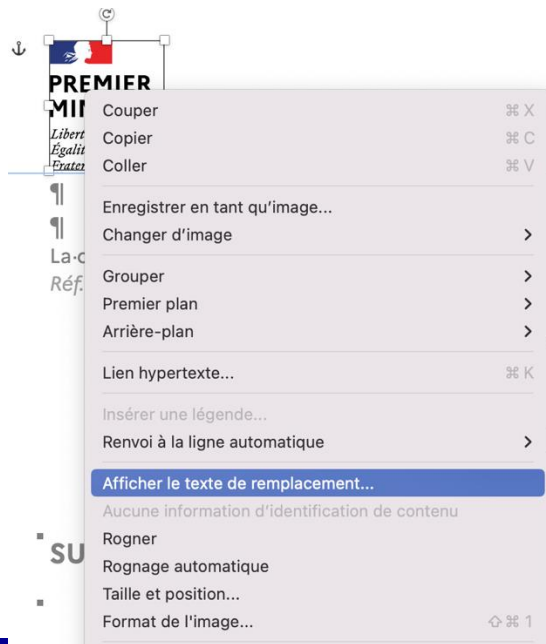 PREMIER
MIN
Libert
Égalit
Frater
¶
¶
La·c
Réf.
SU
Couper ⌘ X
Copier ⌘ C
Coller ⌘ V
Enregistrer en tant qu'image...
Changer d'image >
Grouper >
Premier plan >
Arrière-plan >
Lien hypertexte... ⌘ K
Insérer une légende...
Renvoi à la ligne automatique >
Afficher le texte de remplacement...
Aucune information d'identification de contenu
Rogner
Rognage automatique
Taille et position...
Format de l'image... ⇧ ⌘ 1